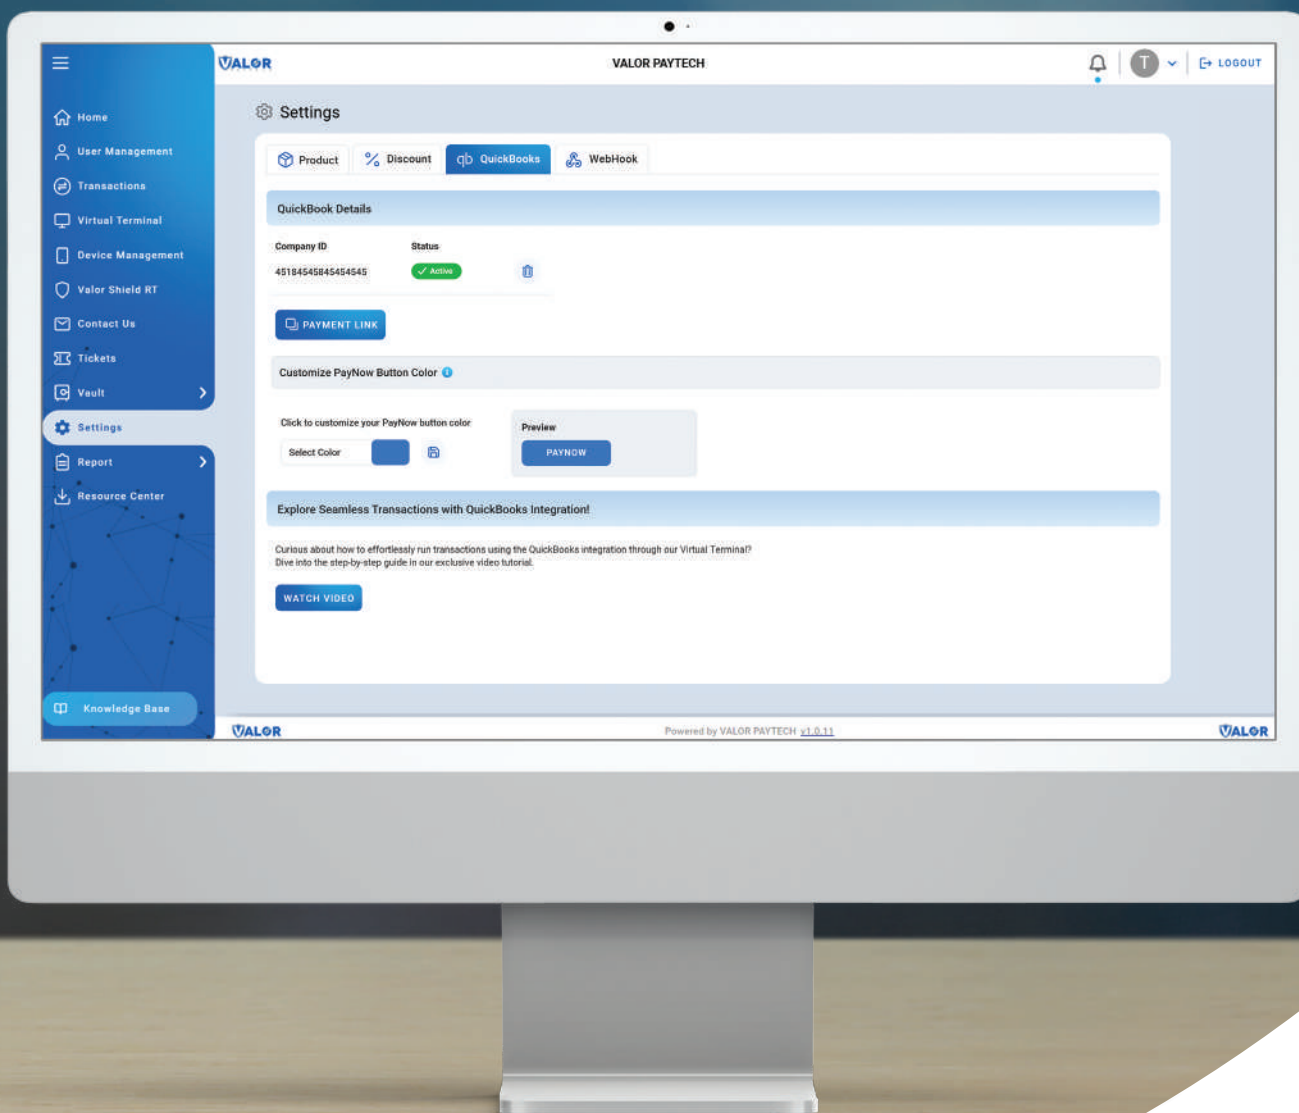 VALOR
VALOR PAYTECH
T
LOGOUT
Home
User Management
Transactions
Virtual Terminal
Device Management
Valor Shield RT
Contact Us
Tickets
Vault
Settings
Report
Resource Center
Knowledge Base
Settings
Product
Discount
qb QuickBooks
WebHook
QuickBook Details
Company ID Status
45184545845454545 Active
PAYMENT LINK
Customize PayNow Button Color
Click to customize your PayNow button color
Select Color
Preview
PAYNOW
Explore Seamless Transactions with QuickBooks Integration!
Curious about how to effortlessly run transactions using the QuickBooks integration through our Virtual Terminal?
Dive into the step-by-step guide in our exclusive video tutorial.
WATCH VIDEO
VALOR
Powered by VALOR PAYTECH v1.0.11
VALOR